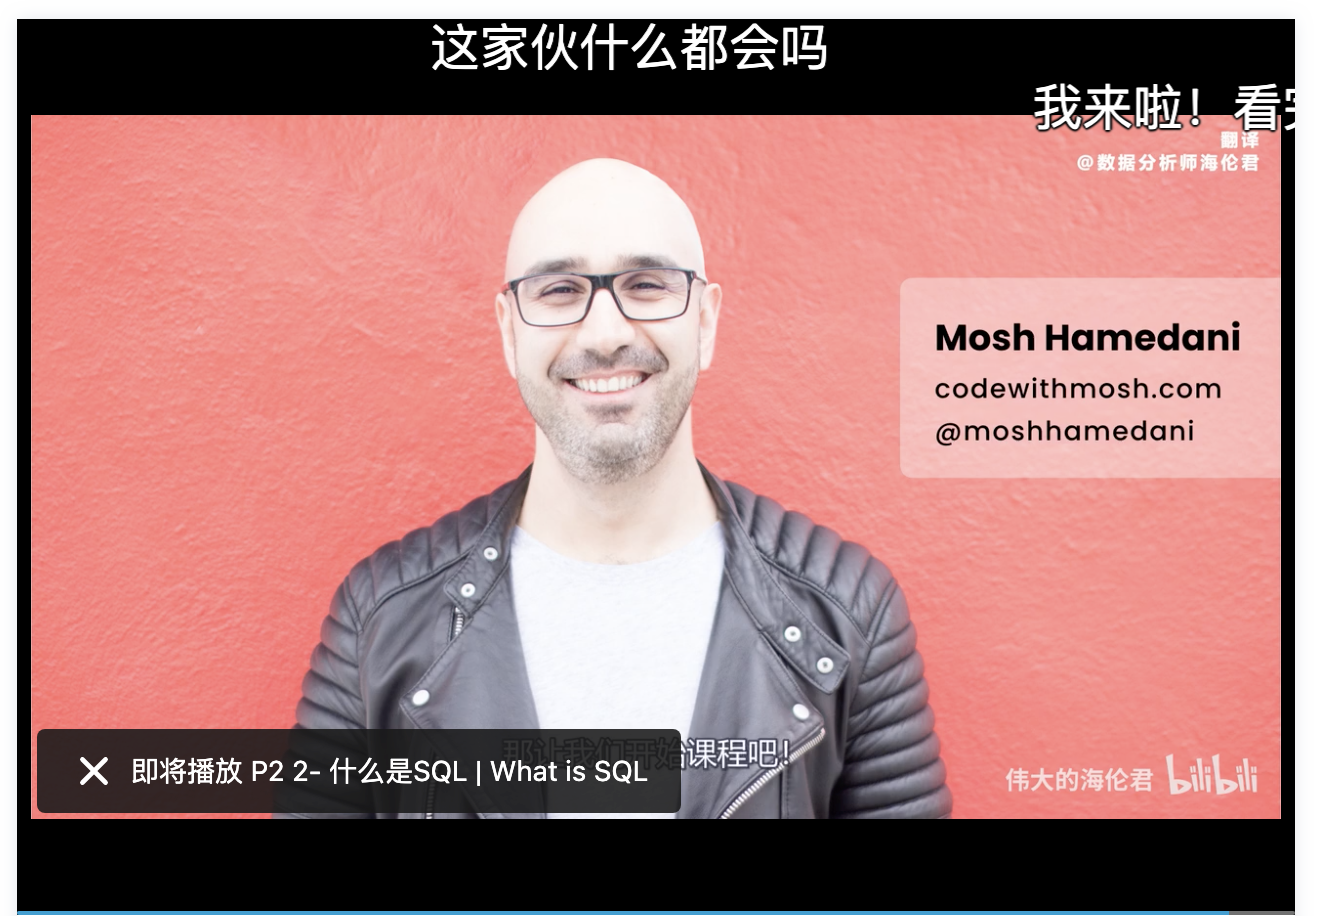 这家伙什么都会吗
我来啦！看完
翻译
@数据分析师海伦君
Mosh Hamedani
codewithmosh.com
@moshhamedani
那让我们开始课程吧！
即将播放 P2 2- 什么是SQL | What is SQL
伟大的海伦君 bilibili